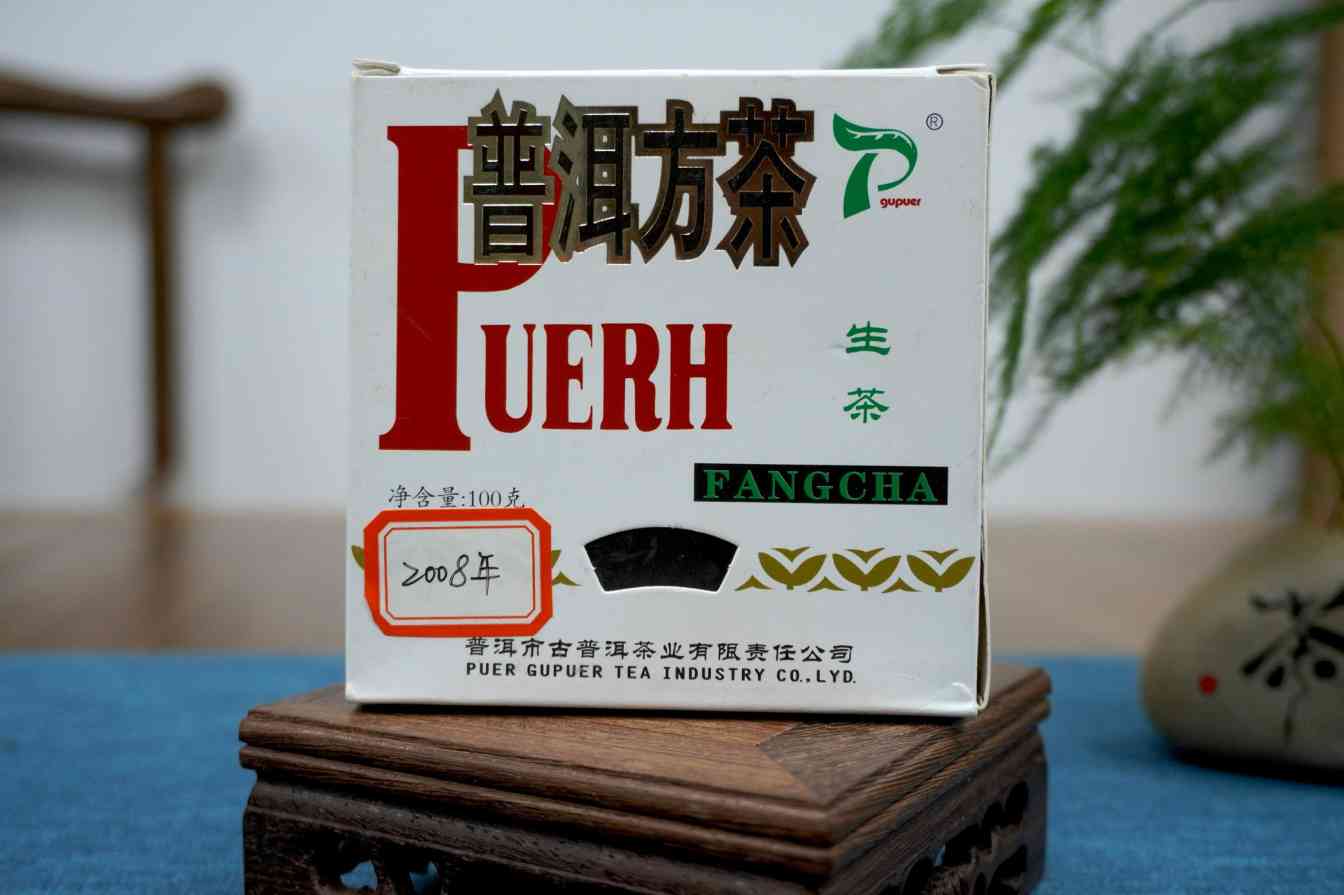 普洱方茶
®
gupuer
PUERH
生
茶
FANGCHA
净含量:100克
2008年
普洱市古普洱茶业有限责任公司
PUER GUPUER TEA INDUSTRY CO.,LYD.